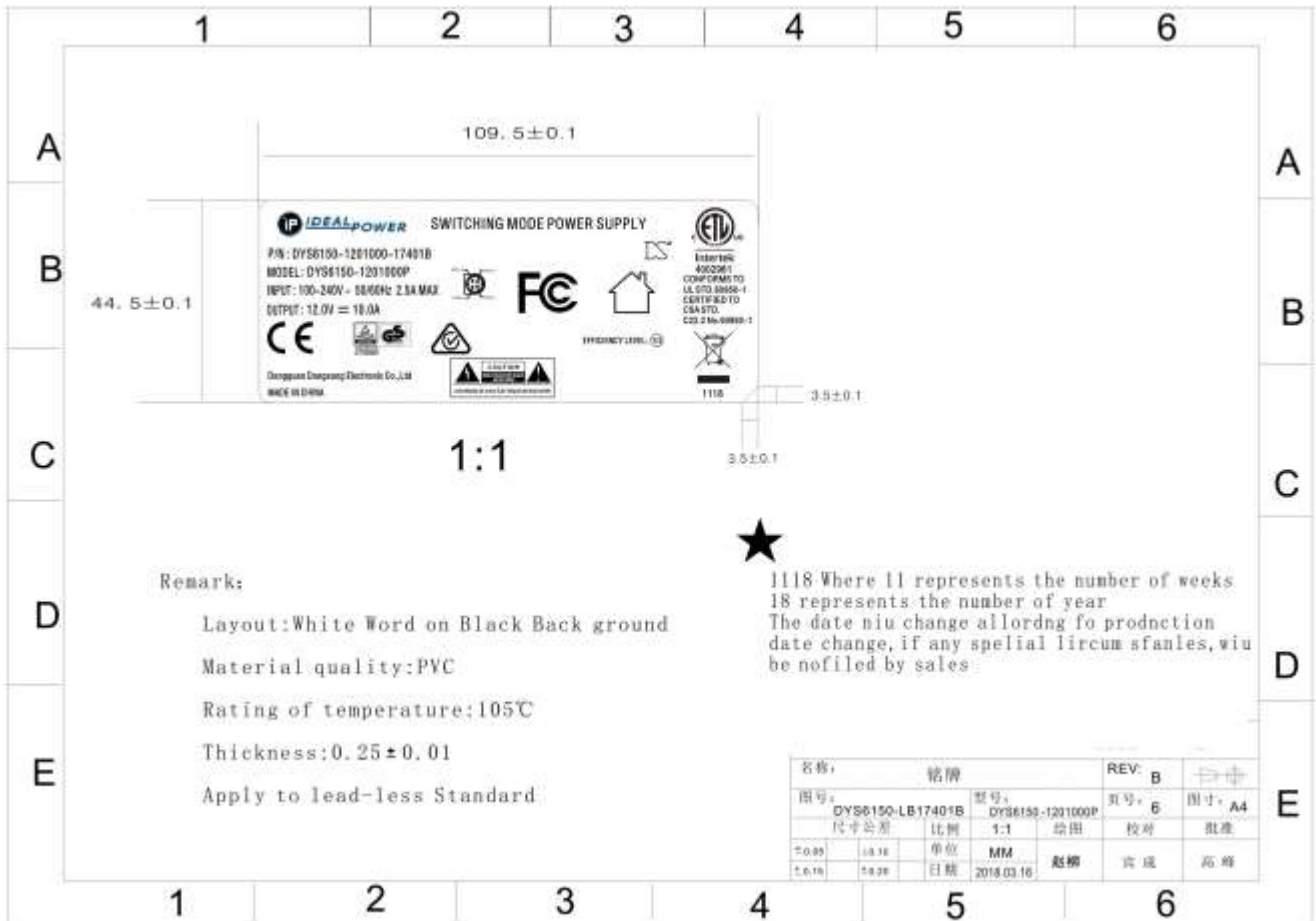 1 2 3 4 5 6
A
A
109.5±0.1
B
B
44.5±0.1
iP IDEAL POWER
SWITCHING MODE POWER SUPPLY
P/N: DYS6150-1201000-17401B
MODEL: DYS6150-1201000P
INPUT: 100-240V~ 50/60Hz 2.5A MAX
OUTPUT: 12.0V 10.0A
FC
ETL
Intertek
4002961
CONFORMS TO
UL STD.60950-1
CERTIFIED TO
CSA STD.
C22.2 No.60950-1
CE
GS
EFFICIENCY LEVEL:
CAUTION
Dongguan Dongsong Electronic Co.,Ltd
MADE IN CHINA
1118
3.5±0.1
3.5±0.1
1:1
C
C
★
Remark:
Layout:White Word on Black Back ground
Material quality:PVC
Rating of temperature:105℃
Thickness:0.25±0.01
Apply to lead-less Standard
1118 Where 11 represents the number of weeks
18 represents the number of year
The date niu change allordng fo prodnction
date change, if any spelial lircum sfanles, wiu
be nofiled by sales
D
D
E
E
名称: 铭牌 REV: B
图号: DYS6150-LB17401B 型号: DYS6150-1201000P 页号: 6 图寸: A4
尺寸公差 比例 1:1 绘图 校对 批准
单位 MM 赵柳 高峰
日期 2018.03.16
1 2 3 4 5 6